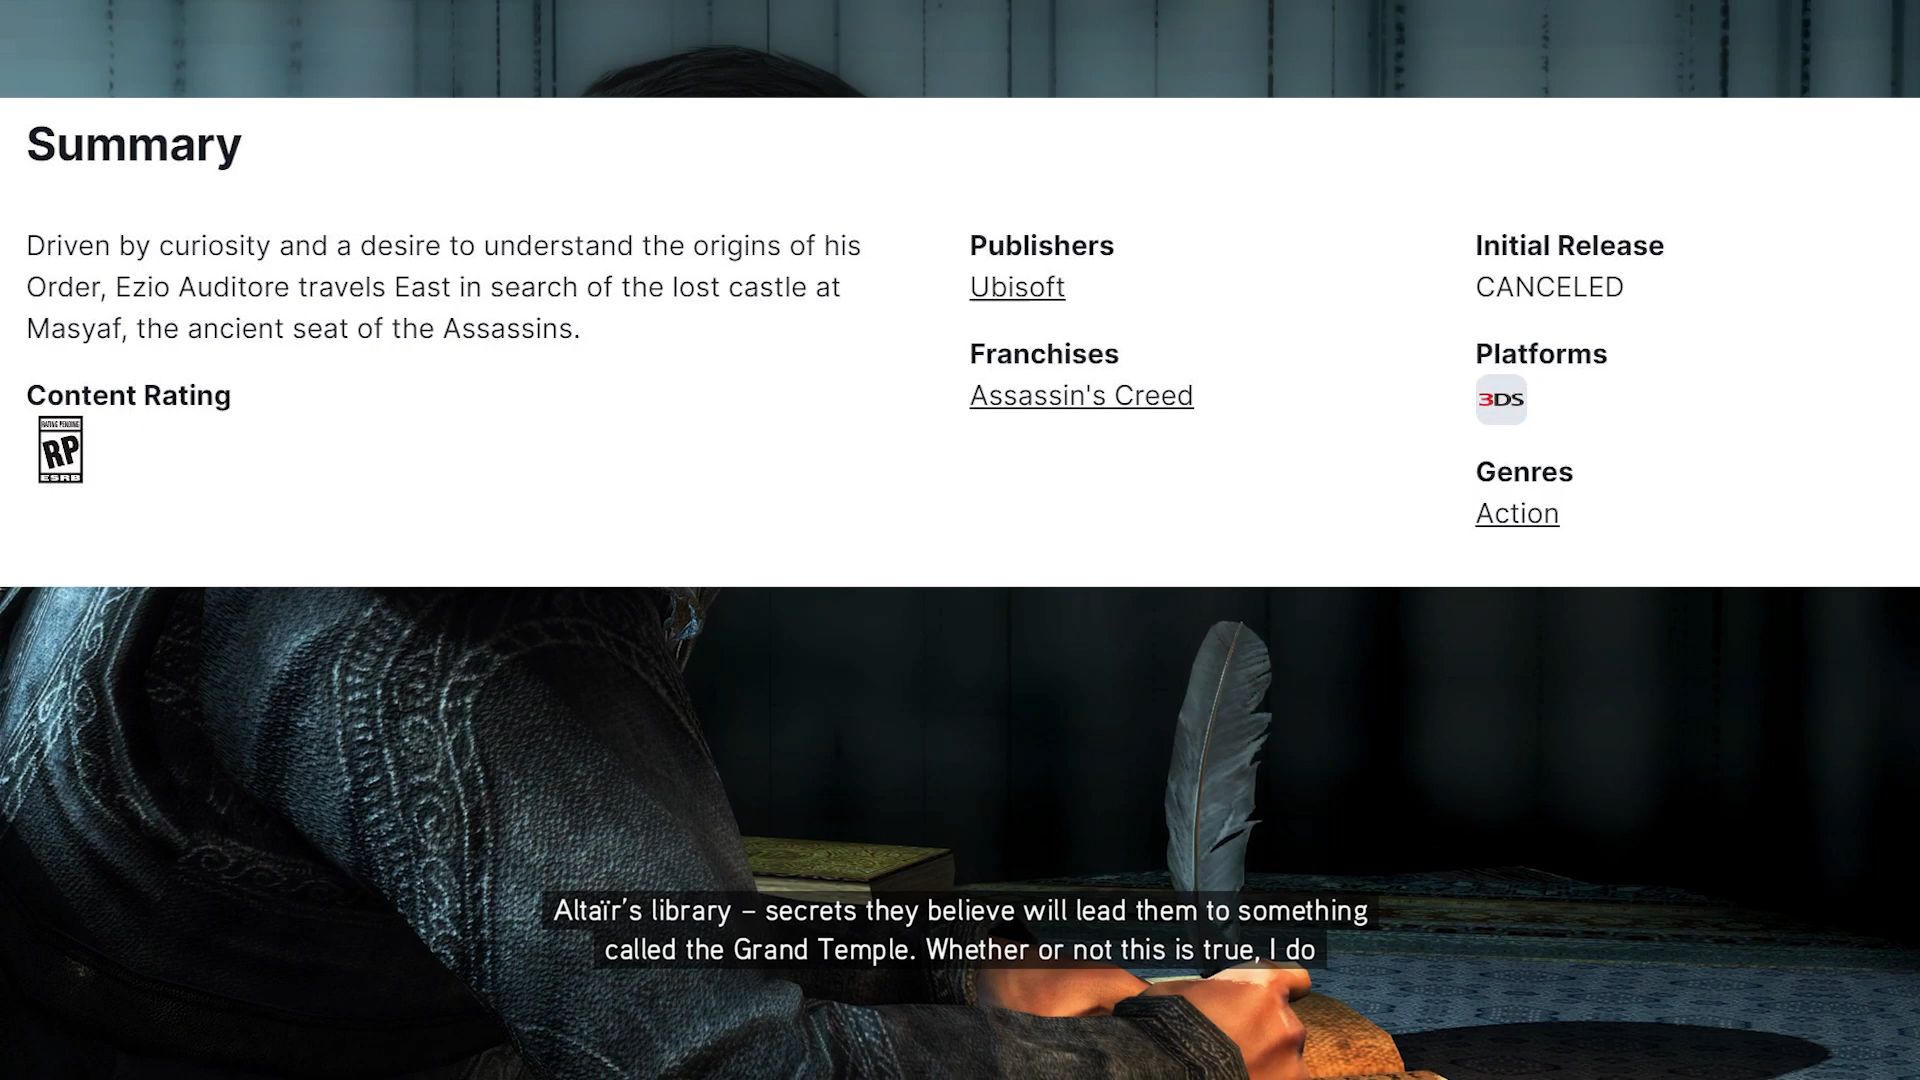 Summary
Driven by curiosity and a desire to understand the origins of his
Order, Ezio Auditore travels East in search of the lost castle at
Masyaf, the ancient seat of the Assassins.
Content Rating
RATING PENDING
RP
ESRB
Publishers
Ubisoft
Franchises
Assassin's Creed
Initial Release
CANCELED
Platforms
3DS
Genres
Action
Altaïr's library – secrets they believe will lead them to something
called the Grand Temple. Whether or not this is true, I do